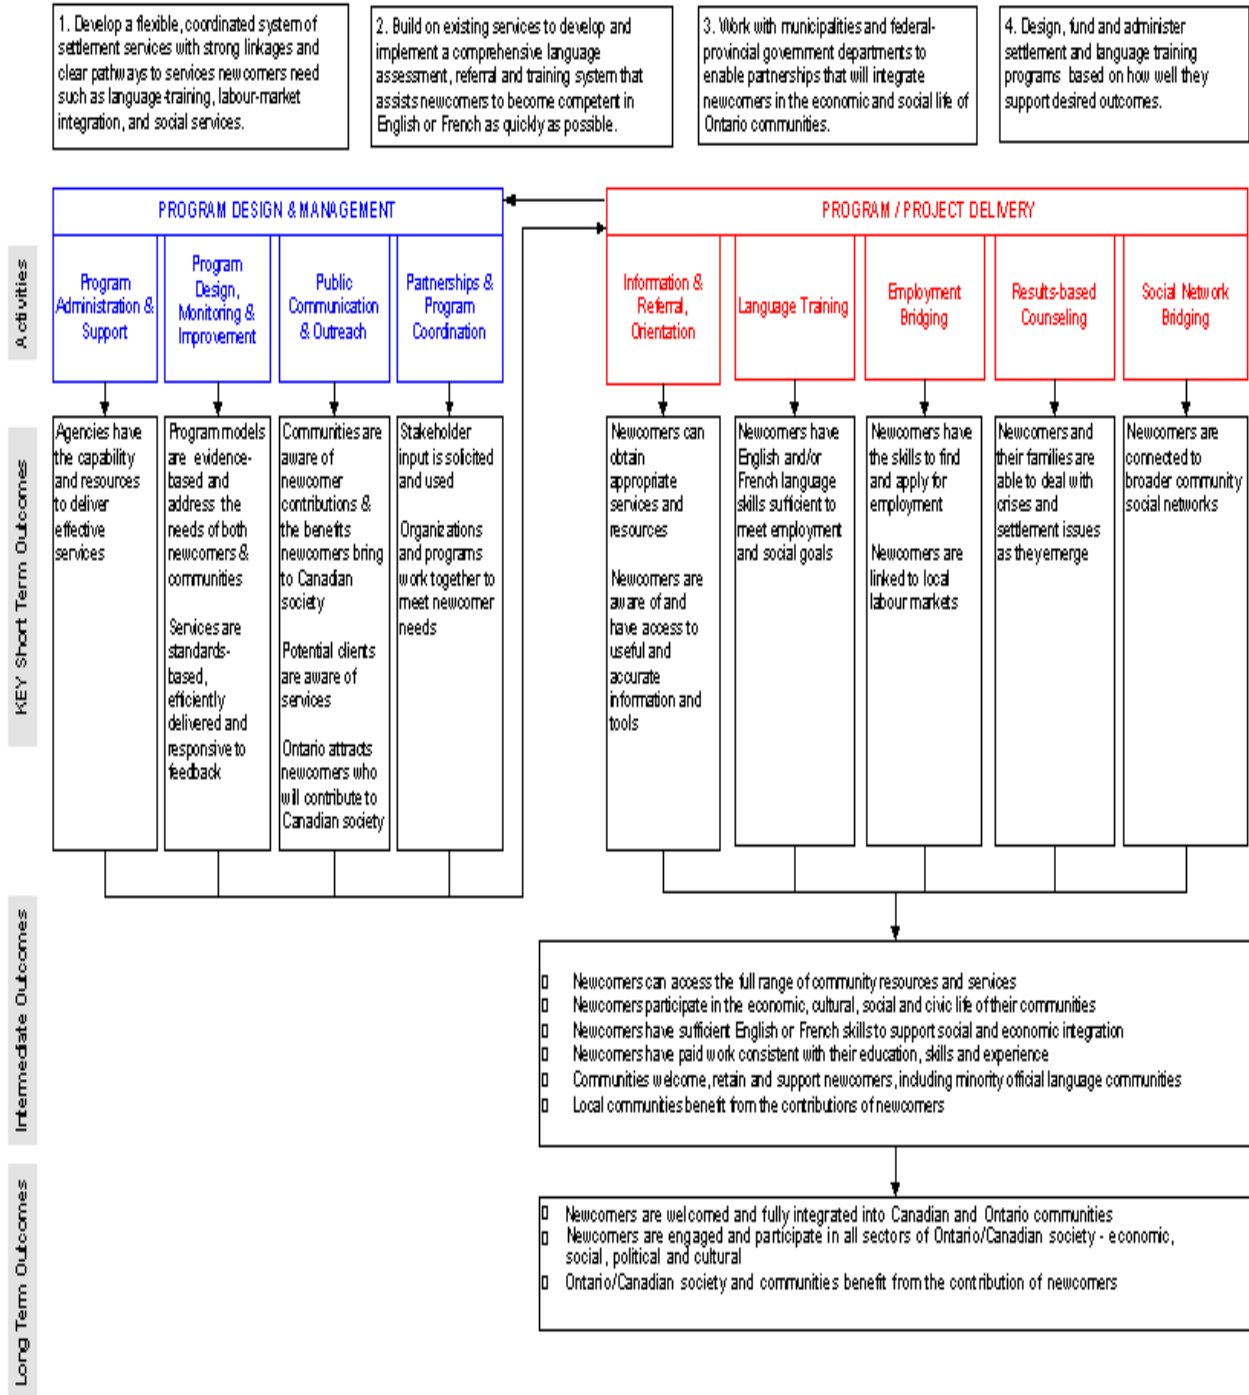 1. Develop a flexible, coordinated system of
settlement services with strong linkages and
clear pathways to services newcomers need
such as language-training, labour-market
integration, and social services.
2. Build on existing services to develop and
implement a comprehensive language
assessment, referral and training system that
assists newcomers to become competent in
English or French as quickly as possible.
3. Work with municipalities and federal-
provincial government departments to
enable partnerships that will integrate
newcomers in the economic and social life of
Ontario communities.
4. Design, fund and administer
settlement and language training
programs based on how well they
support desired outcomes.
PROGRAM DESIGN & MANAGEMENT
PROGRAM / PROJECT DELIVERY
Activities
Program
Administration &
Support
Program
Design,
Monitoring &
Improvement
Public
Communication
& Outreach
Partnerships &
Program
Coordination
Information &
Referral,
Orientation
Language Training
Employment
Bridging
Results-based
Counseling
Social Network
Bridging
KEY Short Term Outcomes
Agencies have
the capability
and resources
to deliver
effective
services
Program models
are evidence-
based and
address the
needs of both
newcomers &
communities
Services are
standards-
based,
efficiently
delivered and
responsive to
feedback
Communities are
aware of
newcomer
contributions &
the benefits
newcomers bring
to Canadian
society
Potential clients
are aware of
services
Ontario attracts
newcomers who
will contribute to
Canadian society
Stakeholder
input is solicited
and used
Organizations
and programs
work together to
meet newcomer
needs
Newcomers can
obtain
appropriate
services and
resources
Newcomers are
aware of and
have access to
useful and
accurate
information and
tools
Newcomers have
English and/or
French language
skills sufficient to
meet employment
and social goals
Newcomers have
the skills to find
and apply for
employment
Newcomers are
linked to local
labour markets
Newcomers and
their families are
able to deal with
crises and
settlement issues
as they emerge
Newcomers are
connected to
broader community
social networks
Intermediate Outcomes
Newcomers can access the full range of community resources and services
Newcomers participate in the economic, cultural, social and civic life of their communities
Newcomers have sufficient English or French skills to support social and economic integration
Newcomers have paid work consistent with their education, skills and experience
Communities welcome, retain and support newcomers, including minority official language communities
Local communities benefit from the contributions of newcomers
Long Term Outcomes
Newcomers are welcomed and fully integrated into Canadian and Ontario communities
Newcomers are engaged and participate in all sectors of Ontario/Canadian society - economic,
social, political and cultural
Ontario/Canadian society and communities benefit from the contribution of newcomers